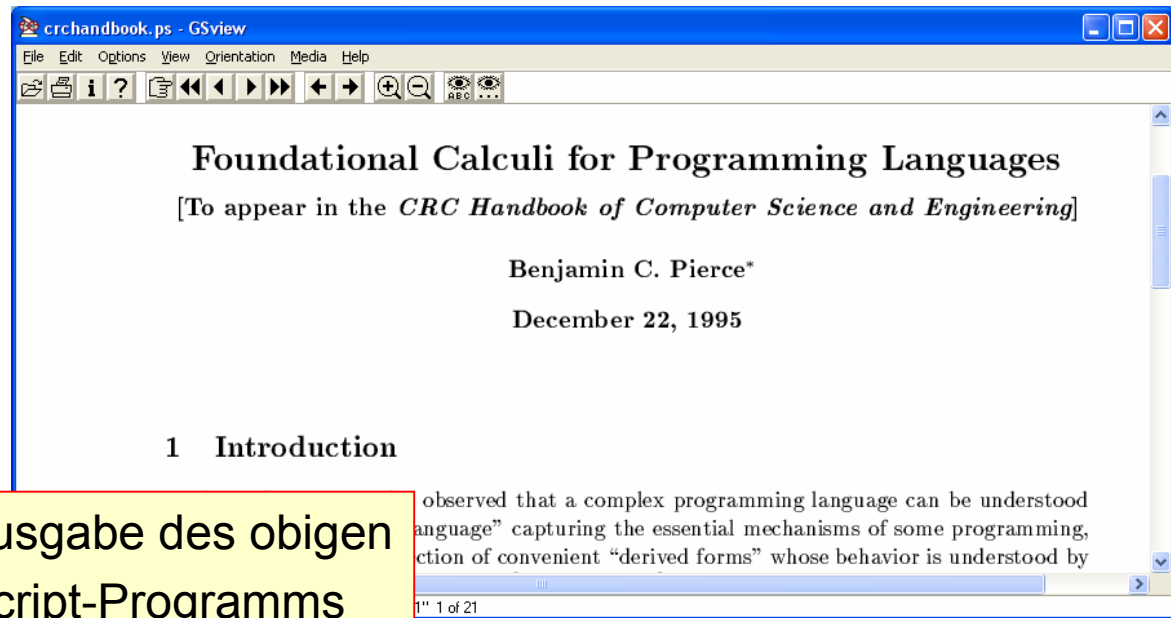 crchandbook.ps - GSview
File Edit Options View Orientation Media Help
i ?
ABC ...
Foundational Calculi for Programming Languages
[To appear in the CRC Handbook of Computer Science and Engineering]
Benjamin C. Pierce*
December 22, 1995
1 Introduction
observed that a complex programming language can be understood
anguage” capturing the essential mechanisms of some programming,
ction of convenient “derived forms” whose behavior is understood by
usgabe des obigen
cript-Programms
1" 1 of 21